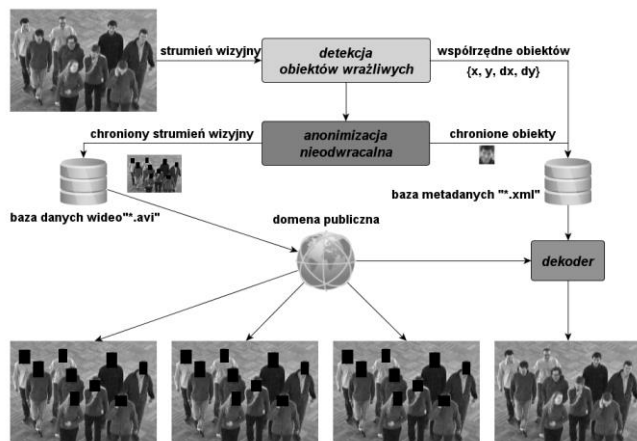 strumień wizyjny
detekcja
obiektów wrażliwych
współrzędne obiektów
{x, y, dx, dy}
chroniony strumień wizyjny
anonimizacja
nieodwracalna
chronione obiekty
baza danych wideo"*.avi"
baza metadanych "*.xml"
domena publiczna
dekoder